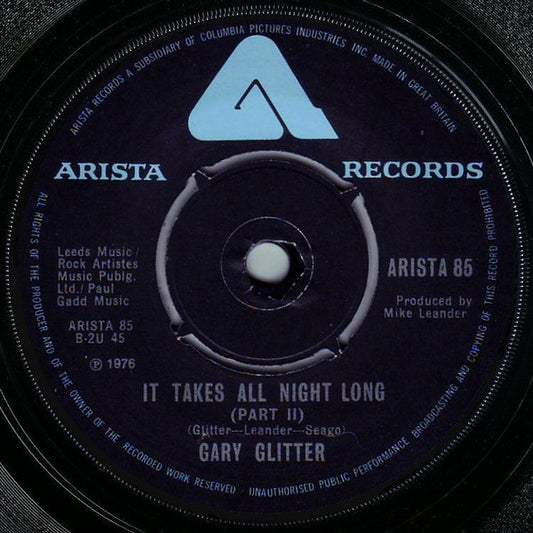 ARISTA RECORDS A SUBSIDIARY OF COLUMBIA PICTURES INDUSTRIES INC. MADE IN GREAT BRITAIN
ARISTA RECORDS
Leeds Music/
Rock Artistes
Music Publg.
Ltd./Paul
Gadd Music
ARISTA 85
B-2U 45
Ⓟ 1976
ARISTA 85
Produced by
Mike Leander
IT TAKES ALL NIGHT LONG
(PART II)
(Glitter—Leander—Seago)
GARY GLITTER
ALL RIGHTS OF THE PRODUCER AND OF THE OWNER OF THE RECORDED WORK RESERVED - UNAUTHORISED PUBLIC PERFORMANCE BROADCASTING AND COPYING OF THIS RECORD PROHIBITED